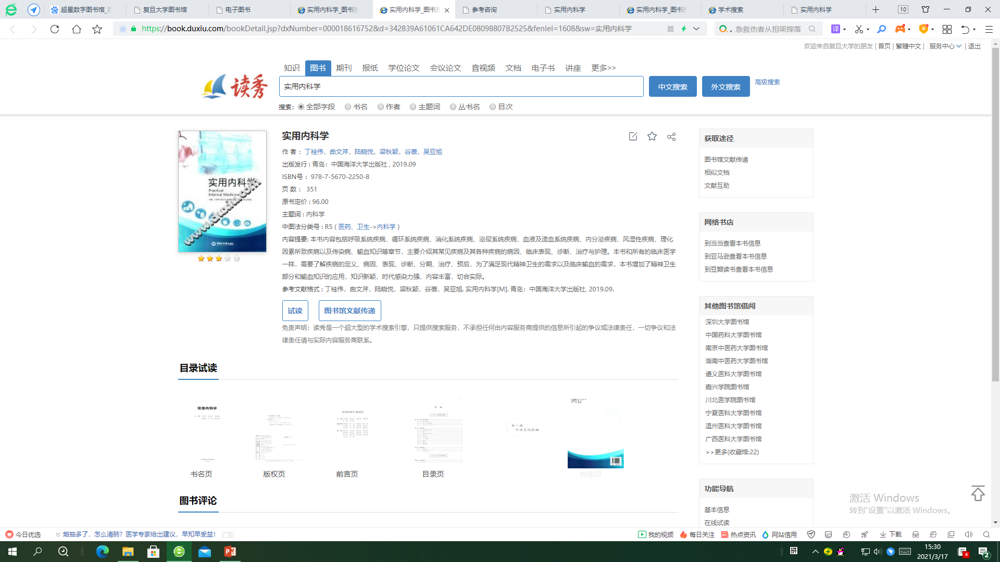 超星数字图书馆_百
复旦大学图书馆
电子图书
实用内科学_图书搜
实用内科学_图书搜
参考咨询
实用内科学
实用内科学_图书搜
学术搜索
实用内科学
10
https://book.duxiu.com/bookDetail.jsp?dxNumber=000018616752&d=342839A61061CA642DE08098807B2525&fenlei=1608&sw=实用内科学
急救伤者从担架摔落
译
欢迎来自复旦大学的朋友 | 首页 | 繁體中文 | 服务中心 | 退出
读秀
知识 图书 期刊 报纸 学位论文 会议论文 音视频 文档 电子书 讲座 更多>>
实用内科学
中文搜索
外文搜索
高级搜索
搜索: 全部字段 书名 作者 主题词 丛书名 目次
实用内科学
Practical
Internal Medicine
www.duxiu.com
实用内科学
作 者 : 丁桂伟，曲文芹，陆晓悦，梁秋颖，谷蓓，吴亚旭
出版发行 : 青岛：中国海洋大学出版社 , 2019.09
ISBN号 : 978-7-5670-2250-8
页 数 : 351
原书定价 : 96.00
主题词 : 内科学
中图法分类号 : R5 ( 医药、卫生->内科学 )
内容提要: 本书内容包括呼吸系统疾病、循环系统疾病、消化系统疾病、泌尿系统疾病、血液及造血系统疾病、内分泌疾病、风湿性疾病、理化
因素所致疾病以及传染病、输血知识等章节，主要介绍其常见疾病及其各种疾病的病因、临床表现、诊断、治疗与护理。本书和所有的临床医学
一样，需要了解疾病的定义、病因、表现、诊断、分期、治疗、预后，为了满足现代精神卫生的需求以及临床输血的需求，本书增加了精神卫生
部分和输血知识的应用，知识新颖，时代感染力强，内容丰富，切合实际。
参考文献格式 : 丁桂伟，曲文芹，陆晓悦，梁秋颖，谷蓓，吴亚旭. 实用内科学[M]. 青岛：中国海洋大学出版社, 2019.09.
试读
图书馆文献传递
免责声明：读秀是一个超大型的学术搜索引擎，只提供搜索服务，不承担任何由内容服务商提供的信息所引起的争议或法律责任，一切争议和法
律责任请与实际内容服务商联系。
目录试读
实用内科学
《实用内科学》编委会
目 录
第一篇
呼吸系统疾病
书名页
版权页
前言页
目录页
封底页
图书评论
获取途径
图书馆文献传递
相似文档
文献互助
网络书店
到当当查看本书信息
到亚马逊查看本书信息
到豆瓣读书查看本书信息
其他图书馆借阅
深圳大学图书馆
中国药科大学图书馆
南京中医药大学图书馆
湖南中医药大学图书馆
遵义医科大学图书馆
嘉兴学院图书馆
川北医学院图书馆
宁夏医科大学图书馆
温州医科大学图书馆
广西医科大学图书馆
>>更多(收藏馆:22)
功能导航
基本信息
在线试读
激活 Windows
转到“设置”以激活 Windows。
今日优选
烟抽多了，怎么清肺？医学专家给出建议，早知早受益！
广告
我的视频
每日关注
热点资讯
网站信用
下载
拼
15:30
2021/3/17
4
2